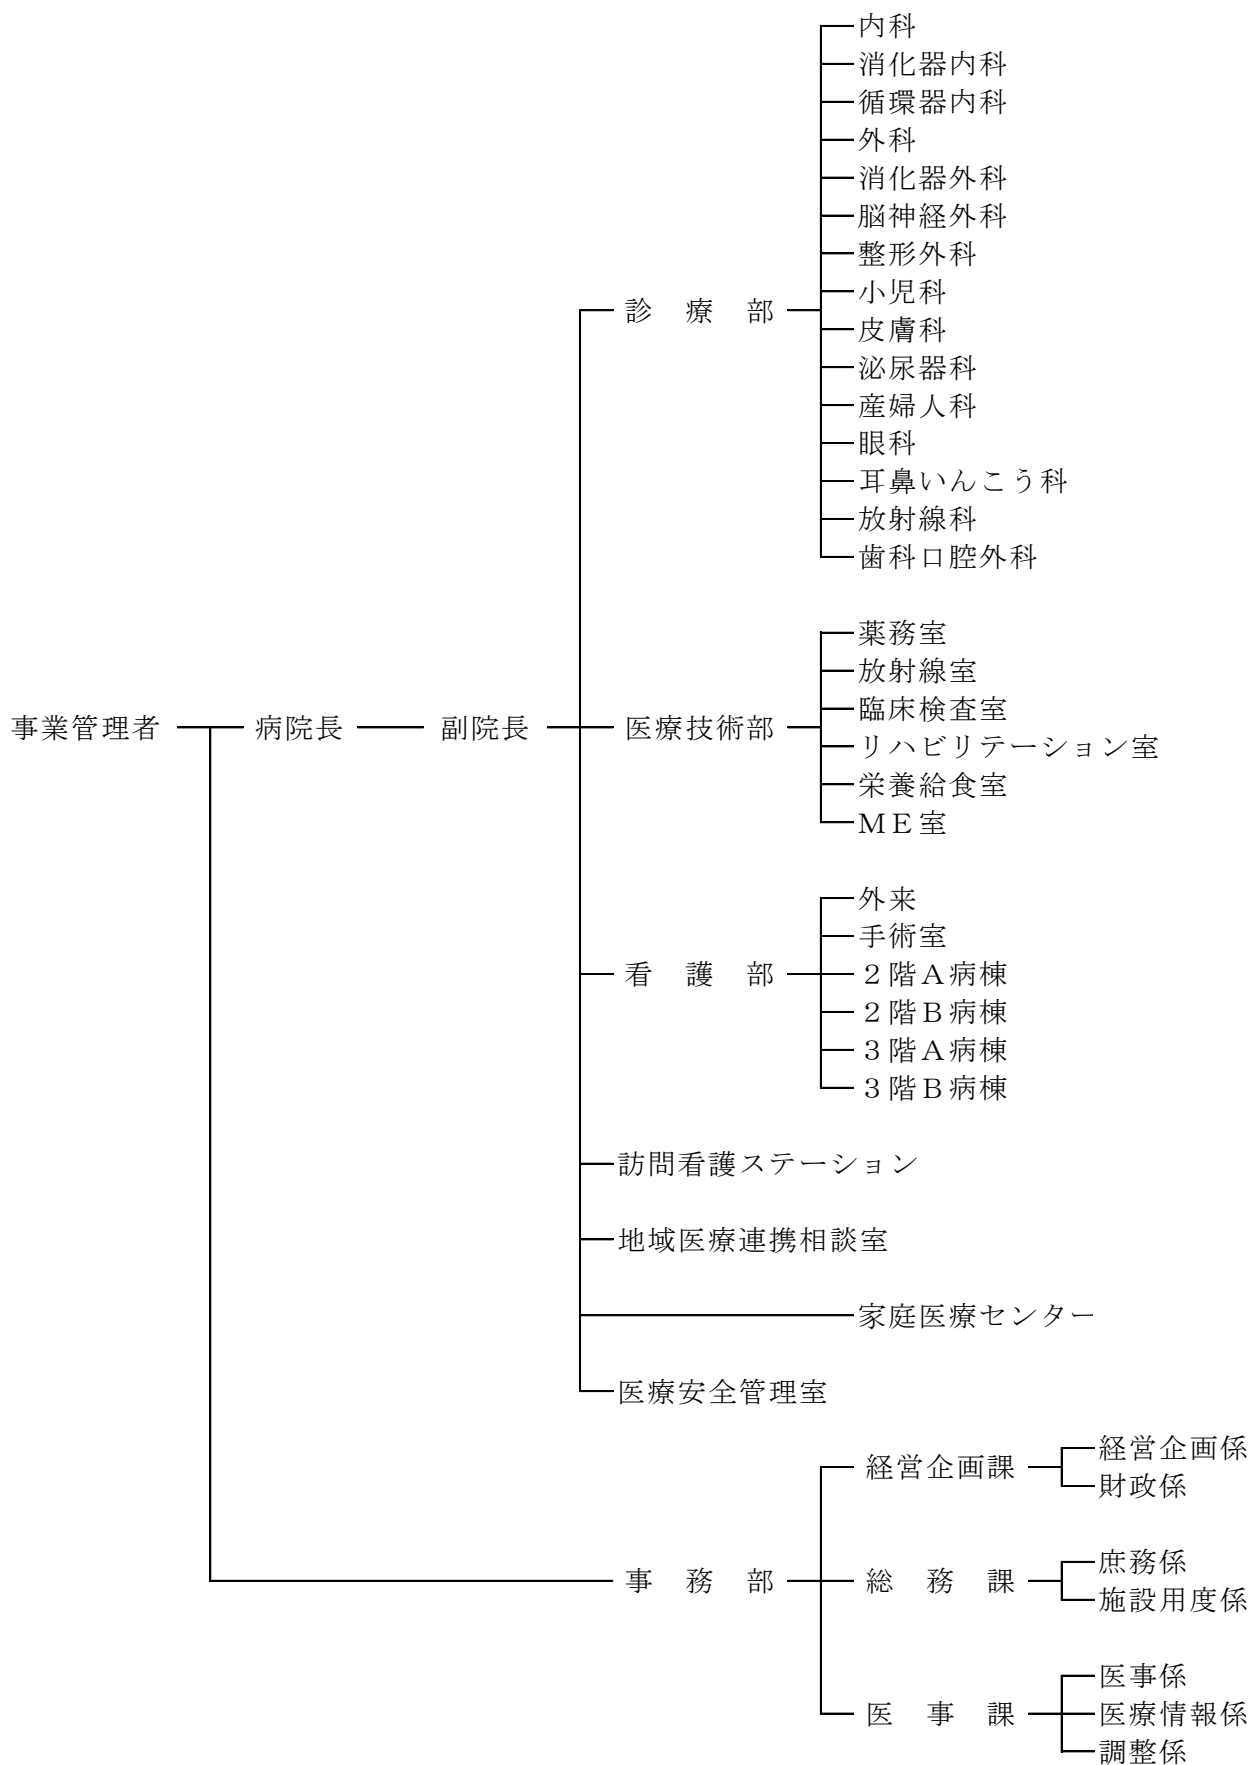 内科
消化器内科
循環器内科
外科
消化器外科
脳神経外科
整形外科
小児科
診　療　部
皮膚科
泌尿器科
産婦人科
眼科
耳鼻いんこう科
放射線科
歯科口腔外科
薬務室
放射線室
臨床検査室
事業管理者　病院長　副院長　医療技術部
リハビリテーション室
栄養給食室
ＭＥ室
外来
手術室
看　護　部　２階Ａ病棟
２階Ｂ病棟
３階Ａ病棟
３階Ｂ病棟
訪問看護ステーション
地域医療連携相談室
家庭医療センター
医療安全管理室
経営企画課
経営企画係
財政係
事　務　部　総　務　課
庶務係
施設用度係
医　事　課
医事係
医療情報係
調整係